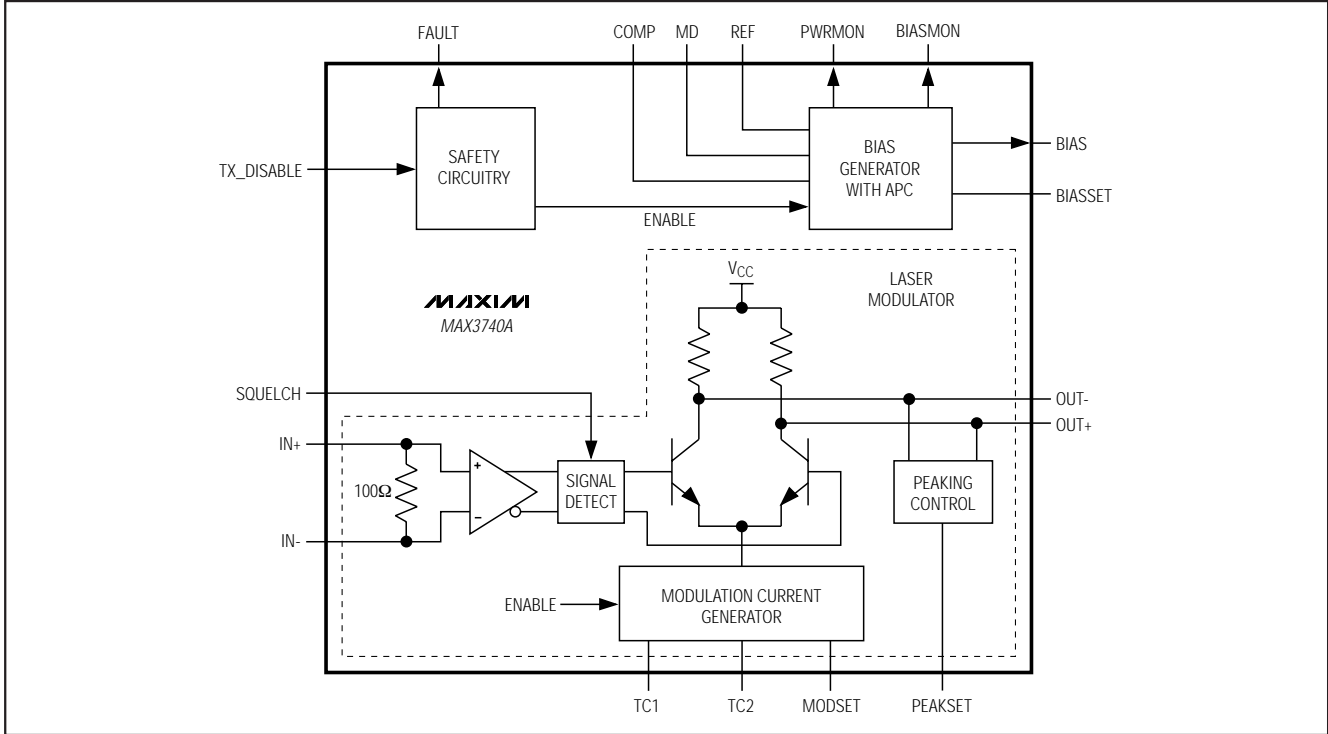 FAULT
COMP
MD
REF
PWRMON
BIASMON
TX_DISABLE
SAFETY
CIRCUITRY
BIAS
GENERATOR
WITH APC
BIAS
BIASSET
ENABLE
MAXIM
MAX3740A
VCC
LASER
MODULATOR
SQUELCH
OUT-
OUT+
IN+
100Ω
IN-
+
−
SIGNAL
DETECT
PEAKING
CONTROL
ENABLE
MODULATION CURRENT
GENERATOR
TC1
TC2
MODSET
PEAKSET